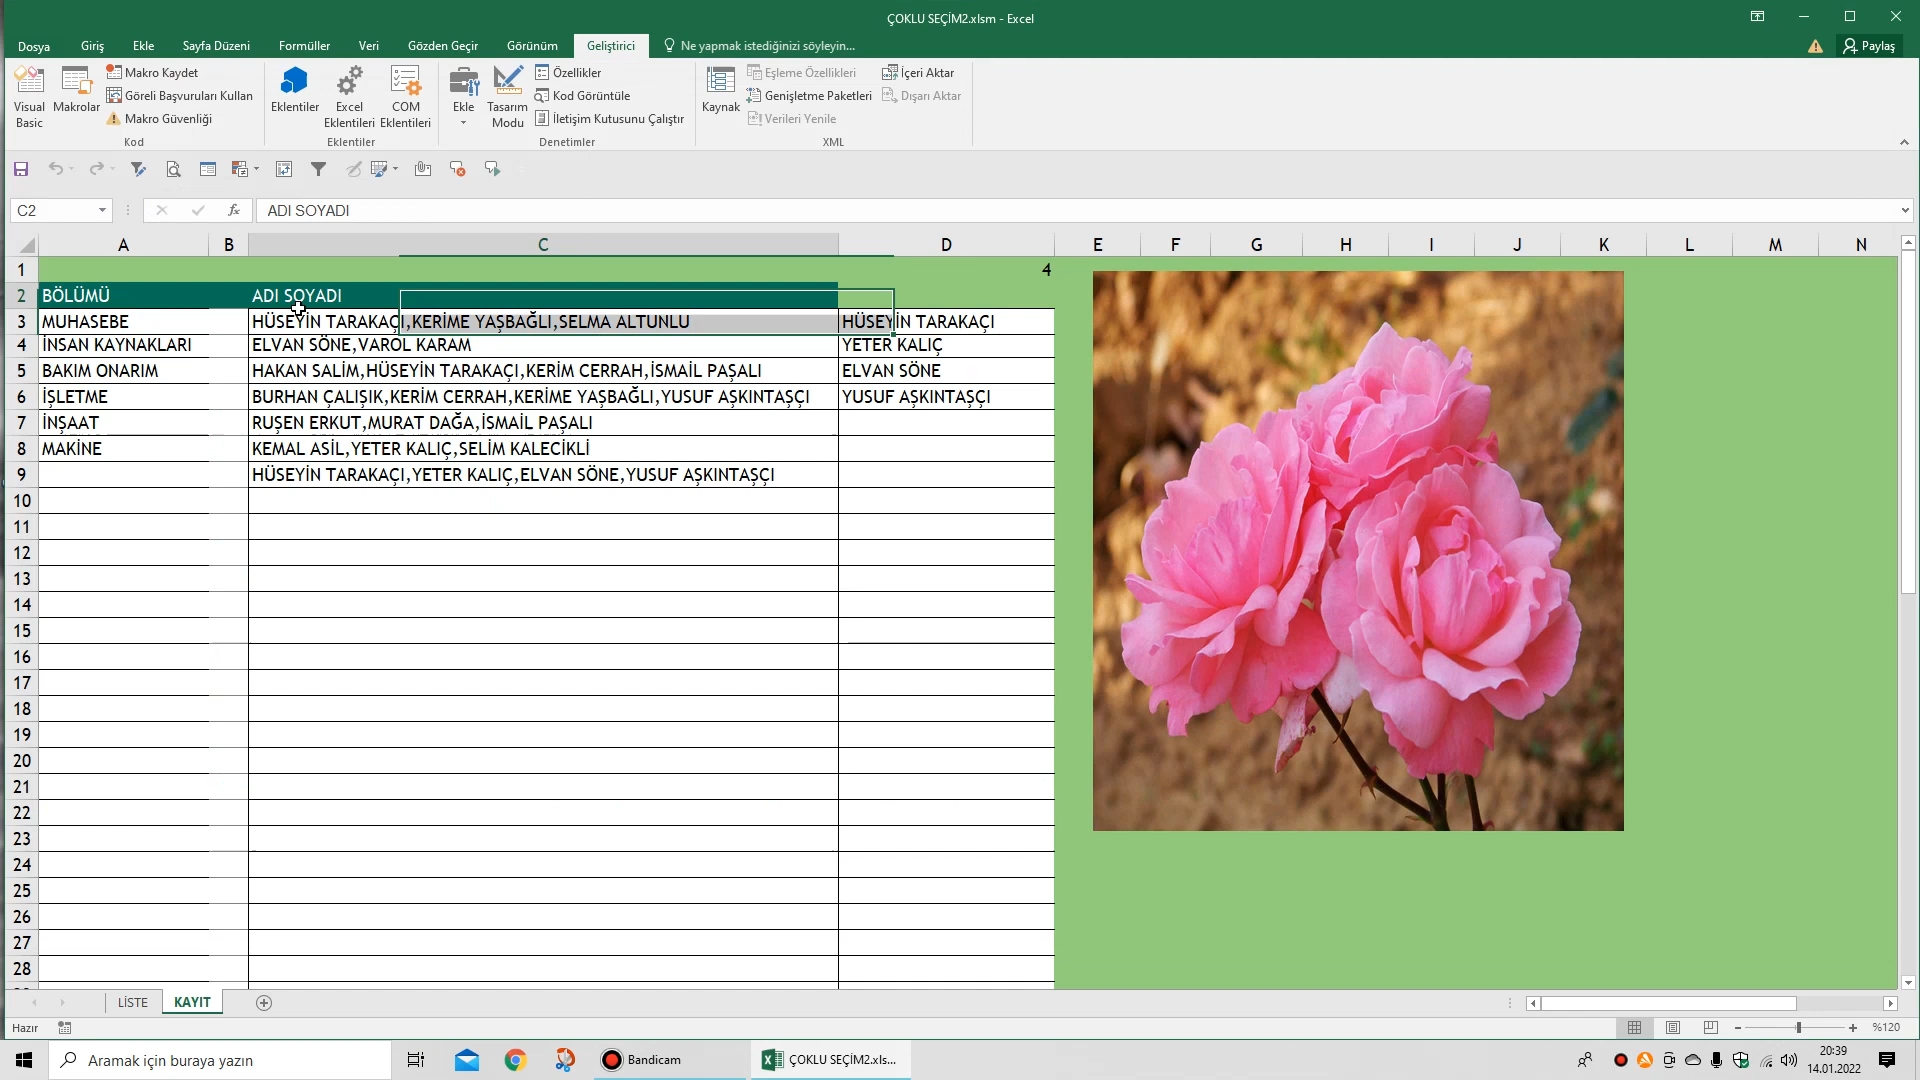 ÇOKLU SEÇİM2.xlsm - Excel
Dosya Giriş Ekle Sayfa Düzeni Formüller Veri Gözden Geçir Görünüm Geliştirici Ne yapmak istediğinizi söyleyin... Paylaş
Visual Basic
Makrolar
Makro Kaydet
Göreli Başvuruları Kullan
Makro Güvenliği
Kod
Eklentiler
Excel Eklentileri
COM Eklentileri
Eklentiler
Ekle
Tasarım Modu
Özellikler
Kod Görüntüle
İletişim Kutusunu Çalıştır
Denetimler
Kaynak
Eşleme Özellikleri
Genişletme Paketleri
Verileri Yenile
İçeri Aktar
Dışarı Aktar
XML
C2 fx ADI SOYADI
A B C D E F G H I J K L M N
1 4
2 BÖLÜMÜ ADI SOYADI
3 MUHASEBE HÜSEYİN TARAKAÇI,KERİME YAŞBAĞLI,SELMA ALTUNLU HÜSEYİN TARAKAÇI
4 İNSAN KAYNAKLARI ELVAN SÖNE,VAROL KARAM YETER KALIÇ
5 BAKIM ONARIM HAKAN SALİM,HÜSEYİN TARAKAÇI,KERİM CERRAH,İSMAİL PAŞALI ELVAN SÖNE
6 İŞLETME BURHAN ÇALIŞIK,KERİM CERRAH,KERİME YAŞBAĞLI,YUSUF AŞKINTAŞÇI YUSUF AŞKINTAŞÇI
7 İNŞAAT RUŞEN ERKUT,MURAT DAĞA,İSMAİL PAŞALI
8 MAKİNE KEMAL ASİL,YETER KALIÇ,SELİM KALECİKLİ
9 HÜSEYİN TARAKAÇI,YETER KALIÇ,ELVAN SÖNE,YUSUF AŞKINTAŞÇI
10
11
12
13
14
15
16
17
18
19
20
21
22
23
24
25
26
27
28
LİSTE KAYIT
Hazır %120
Aramak için buraya yazın Bandicam ÇOKLU SEÇİM2.xls... 20:39
14.01.2022